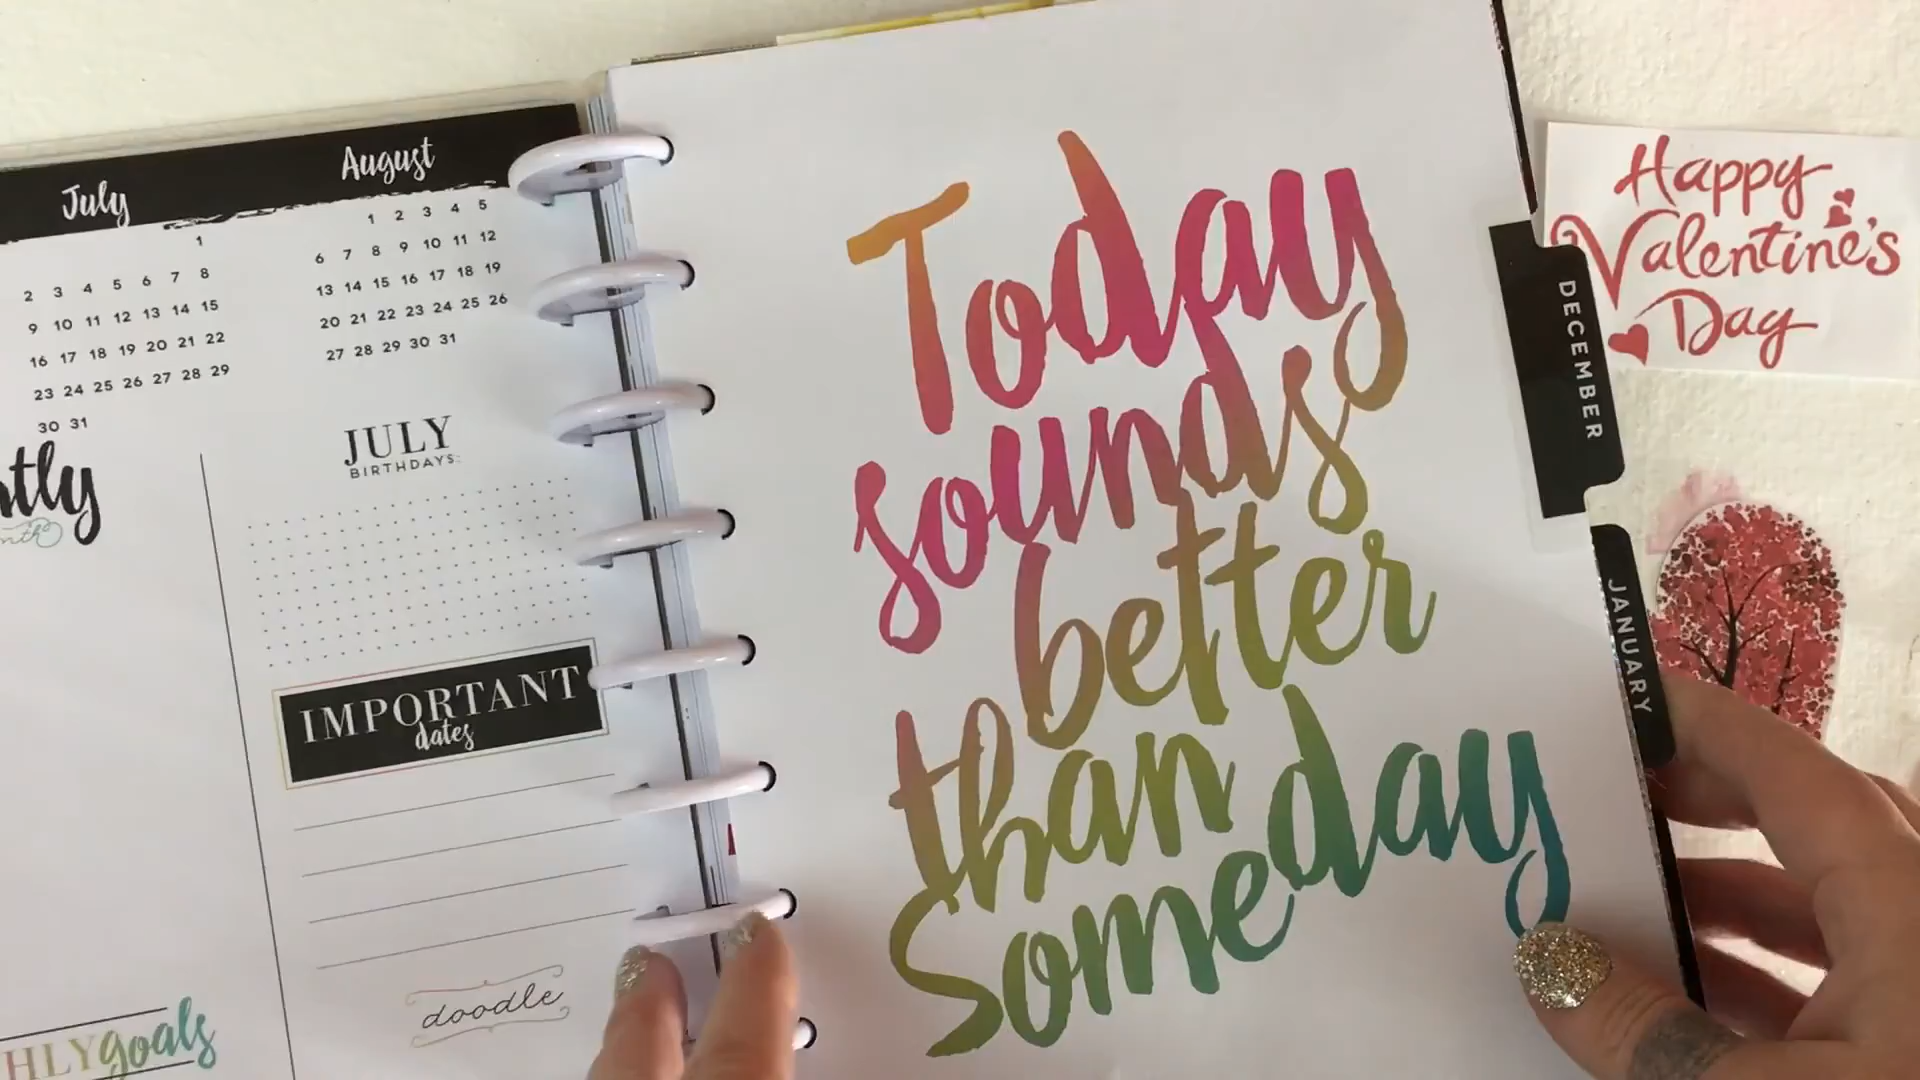 July
1
2 3 4 5 6 7 8
9 10 11 12 13 14 15
16 17 18 19 20 21 22
23 24 25 26 27 28 29
30 31
August
1 2 3 4 5
6 7 8 9 10 11 12
13 14 15 16 17 18 19
20 21 22 23 24 25 26
27 28 29 30 31
JULY
BIRTHDAYS:
IMPORTANT
dates
doodle
goals
Today
sounds
better
than
Someday
DECEMBER
JANUARY
Happy
Valentine's
Day